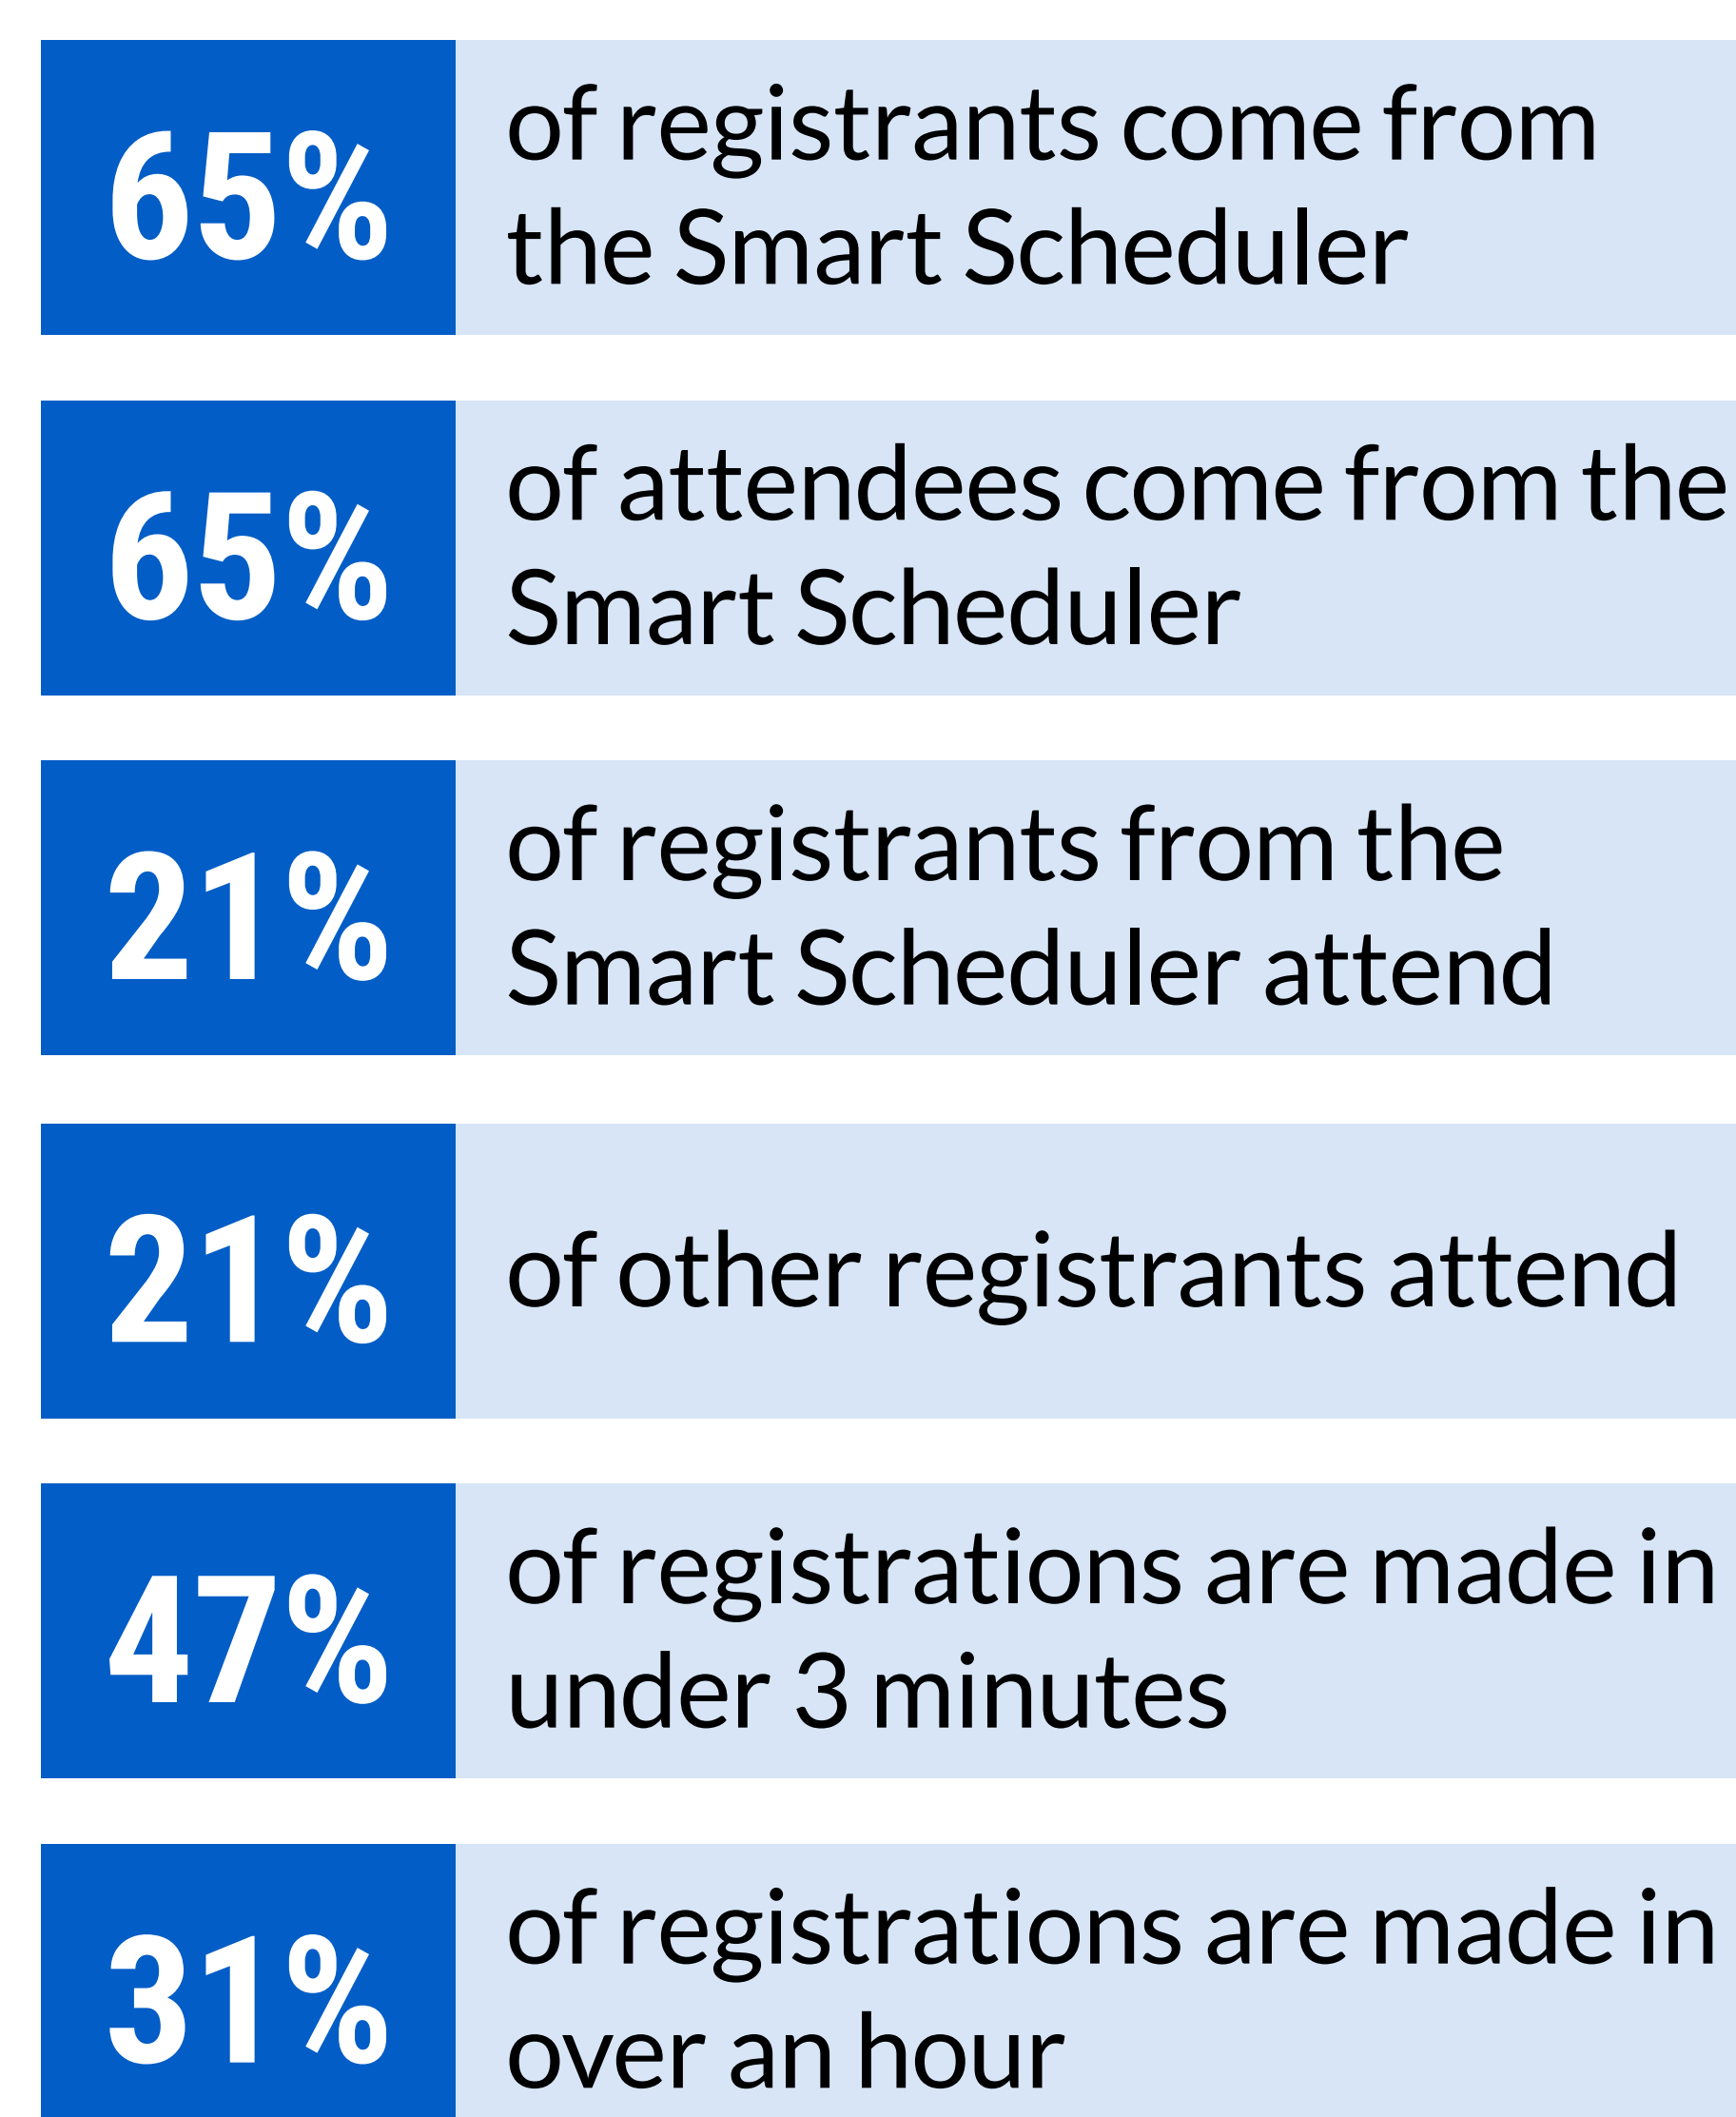 65%
of registrants come from
the Smart Scheduler
65%
of attendees come from the
Smart Scheduler
21%
of registrants from the
Smart Scheduler attend
21%
of other registrants attend
47%
of registrations are made in
under 3 minutes
31%
of registrations are made in
over an hour